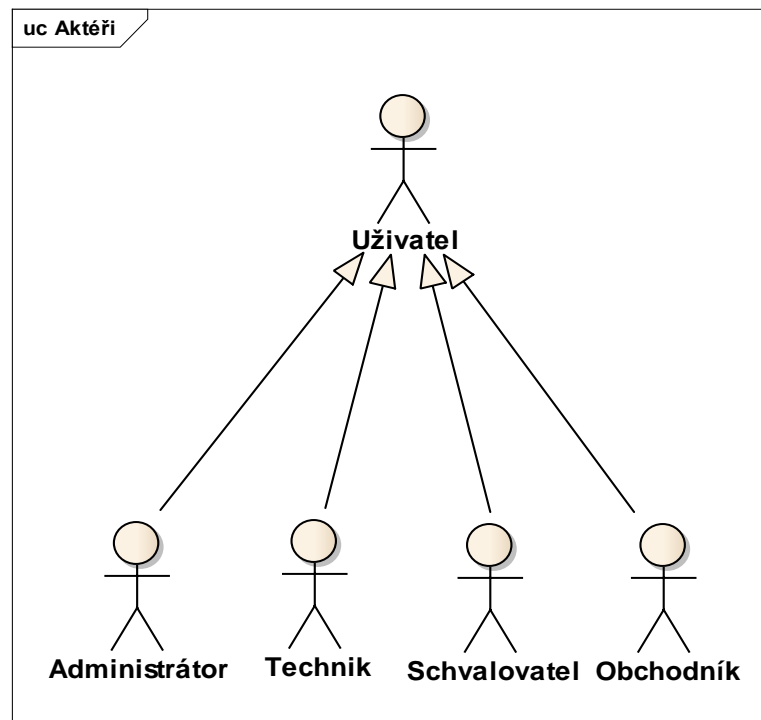 uc Aktéři
Uživatel
Administrátor
Technik
Schvalovatel
Obchodník